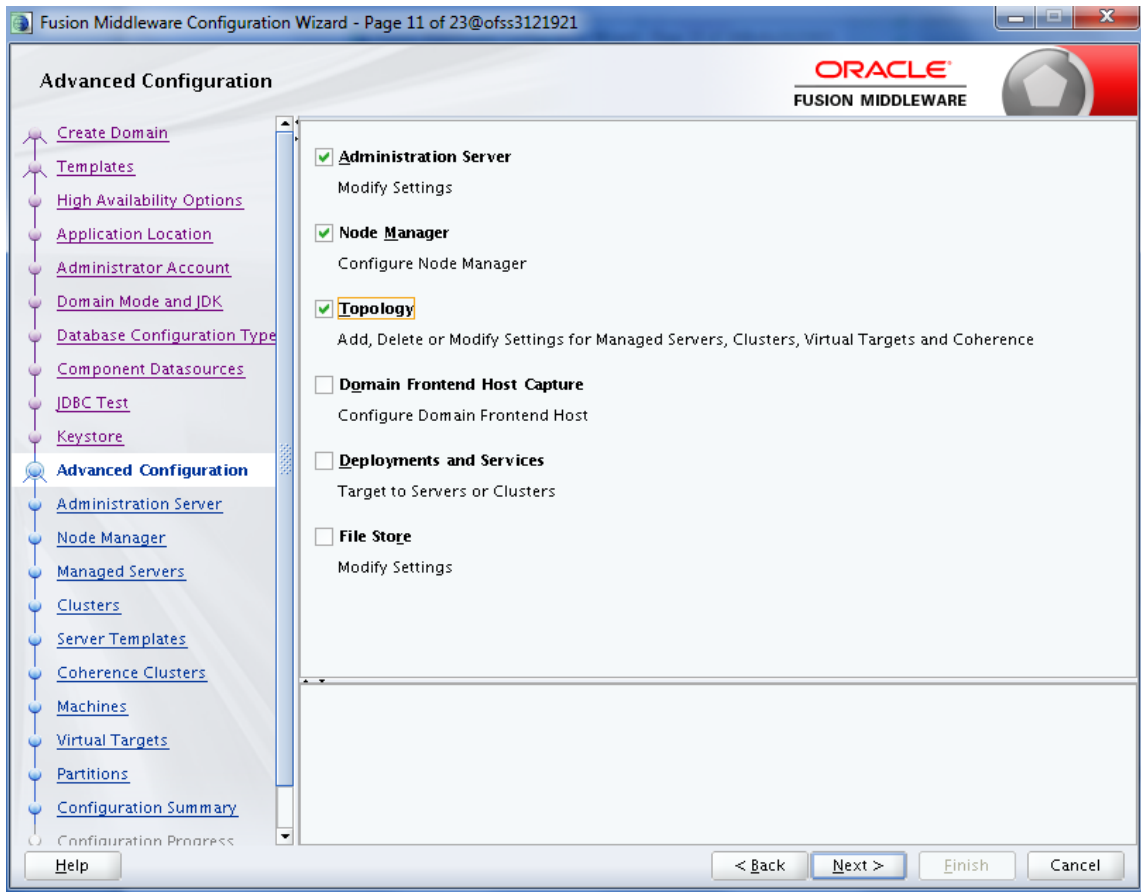 Fusion Middleware Configuration Wizard - Page 11 of 23@ofss3121921
Advanced Configuration
ORACLE
FUSION MIDDLEWARE
Create Domain
Templates
High Availability Options
Application Location
Administrator Account
Domain Mode and JDK
Database Configuration Type
Component Datasources
JDBC Test
Keystore
Advanced Configuration
Administration Server
Node Manager
Managed Servers
Clusters
Server Templates
Coherence Clusters
Machines
Virtual Targets
Partitions
Configuration Summary
Configuration Progress
Administration Server
Modify Settings
Node Manager
Configure Node Manager
Topology
Add, Delete or Modify Settings for Managed Servers, Clusters, Virtual Targets and Coherence
Domain Frontend Host Capture
Configure Domain Frontend Host
Deployments and Services
Target to Servers or Clusters
File Store
Modify Settings
Help
< Back
Next >
Finish
Cancel